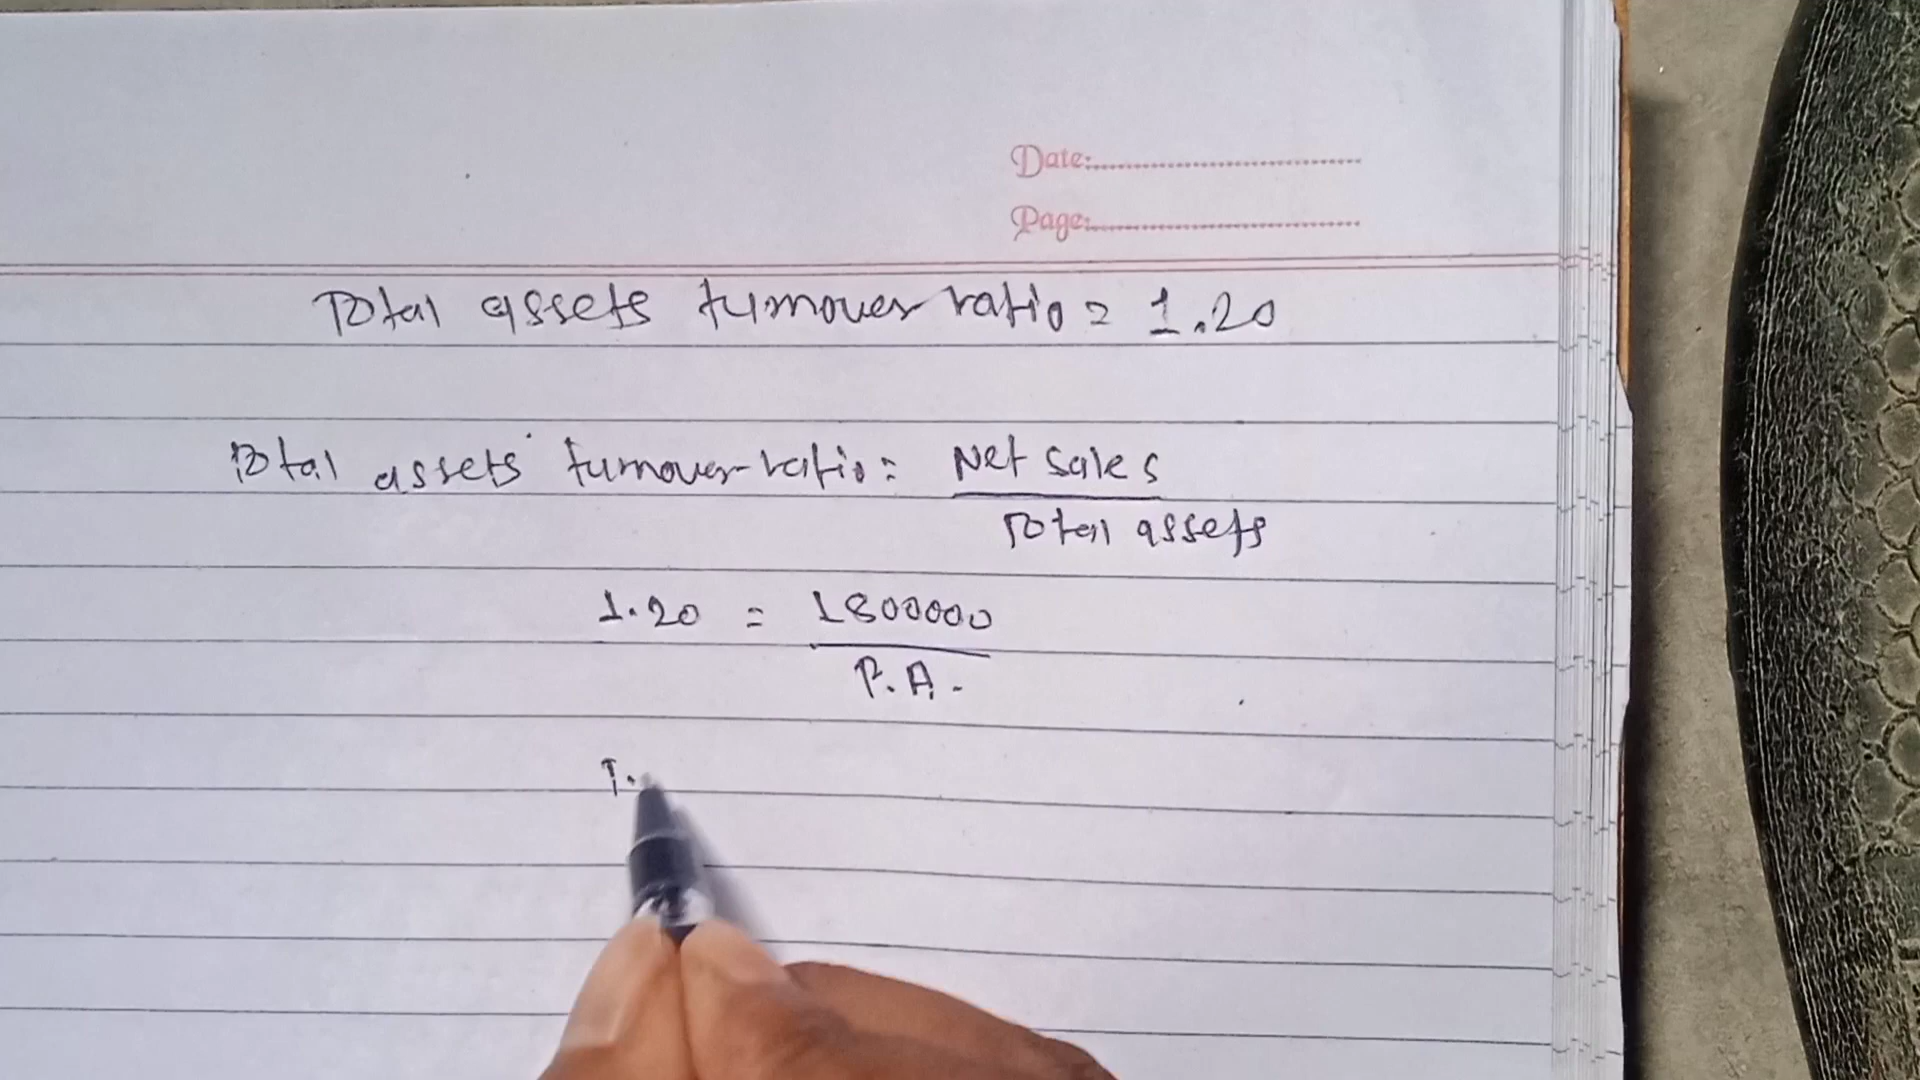 Date:
Page:
Total assets turnover ratio = 1.20
Total assets turnover ratio = Net sales
Total assets
1.20 = 1800000
T.A.
T.